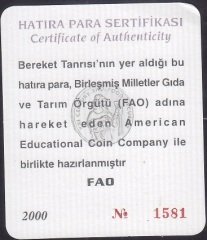 HATIRA PARA SERTİFİKASI
Certificate of Authenticity
Bereket Tanrısı'nın yer aldığı bu
hatıra para, Birleşmiş Milletler Gıda
ve Tarım Örgütü (FAO) adına
hareket eden American
Educational Coin Company ile
birlikte hazırlanmıştır
FAO
2000 № 1581